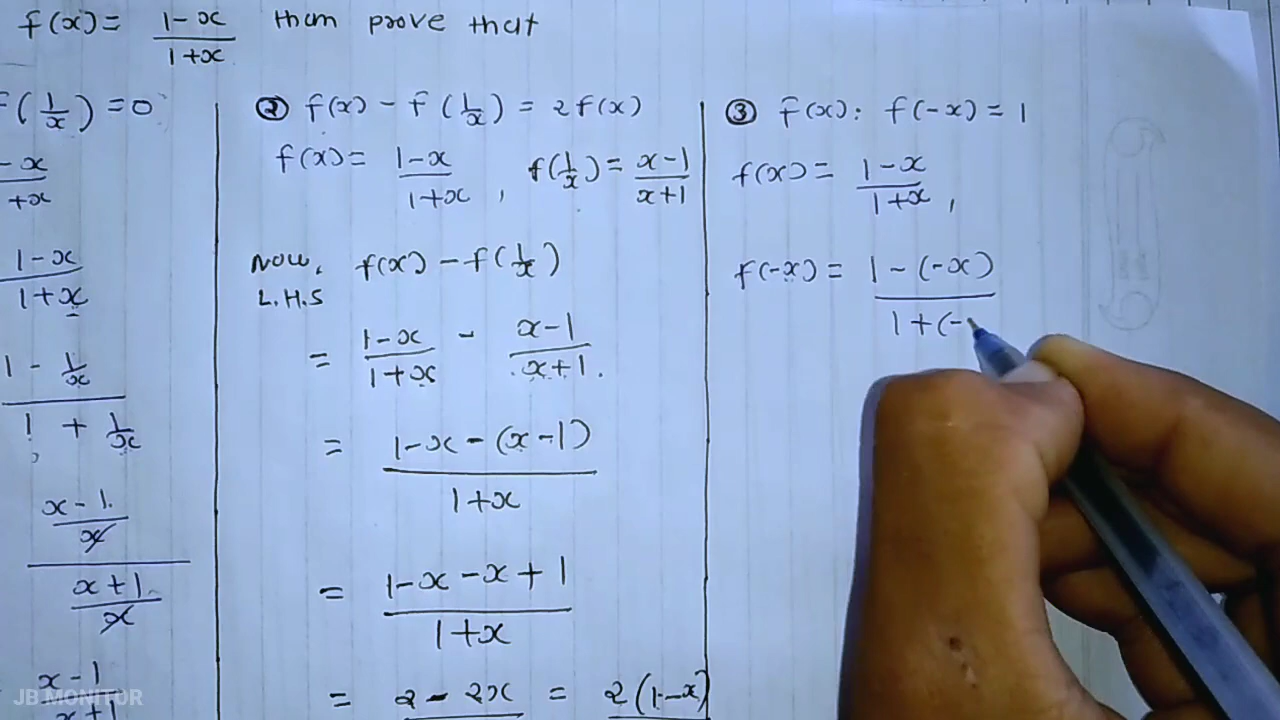 f(x) = (1-x)/(1+x) then prove that
f(1/x) = 0
-x/+x
(1-x)/(1+x)
(1 - 1/x)/(1 + 1/x)
((x-1)/x)/((x+1)/x)
(x-1)/(x+1)
② f(x) - f(1/x) = 2f(x)
f(x) = (1-x)/(1+x), f(1/x) = (x-1)/(x+1)
Now, f(x) - f(1/x)
L.H.S
= (1-x)/(1+x) - (x-1)/(x+1)
= (1-x-(x-1))/(1+x)
= (1-x-x+1)/(1+x)
= 2-2x = 2(1-x)
③ f(x). f(-x) = 1
f(x) = (1-x)/(1+x),
f(-x) = (1-(-x))/(1+(-
JB MONITOR